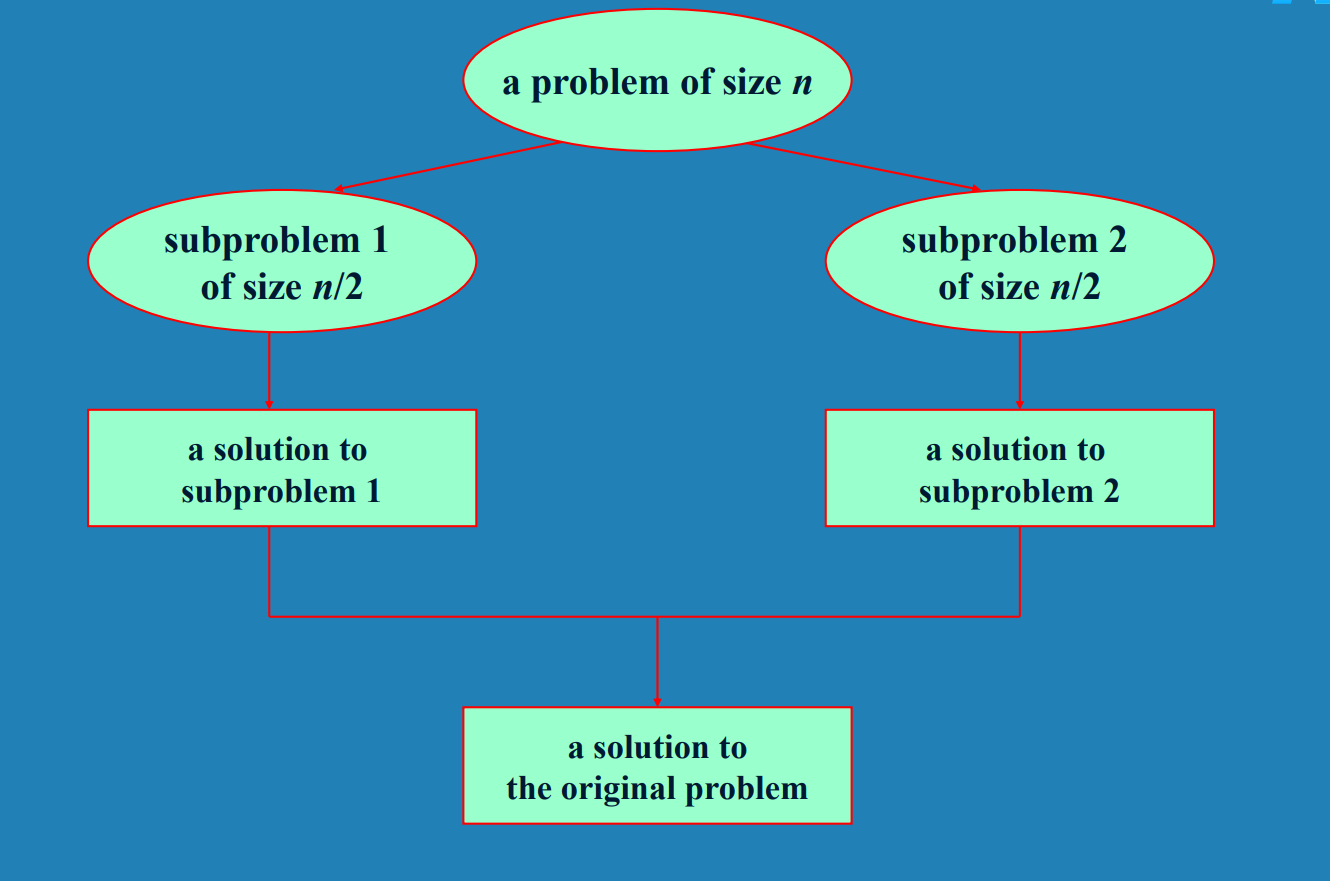 a problem of size n
subproblem 1
of size n/2
subproblem 2
of size n/2
a solution to
subproblem 1
a solution to
subproblem 2
a solution to
the original problem